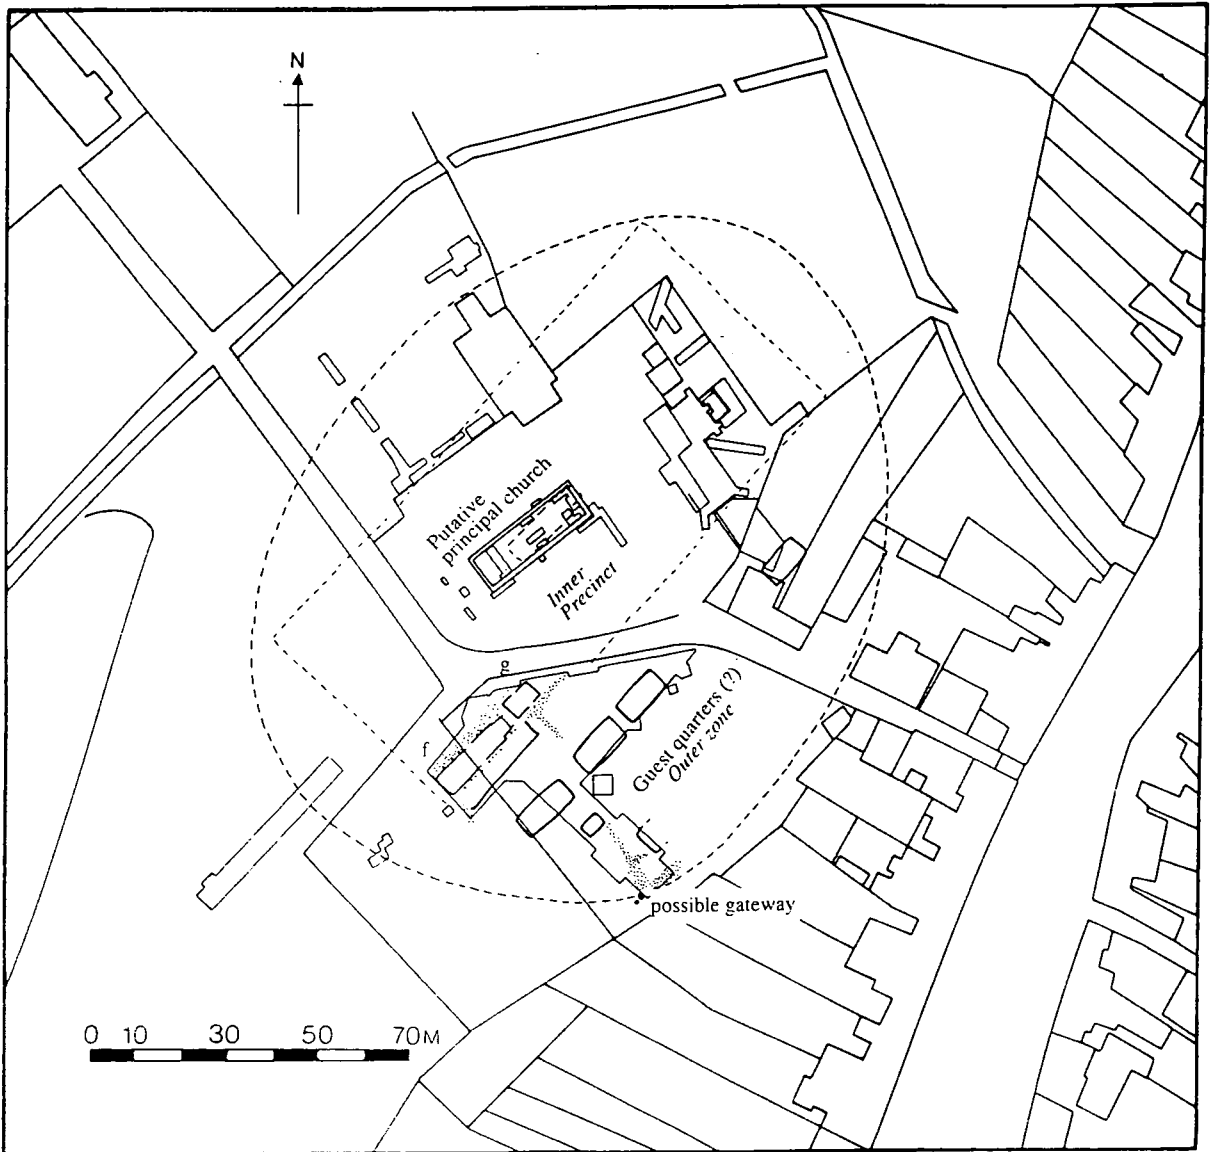 N
Putative
principal church
Inner
Precinct
g
f
Guest quarters (?)
Outer zone
possible gateway
0 10 30 50 70M